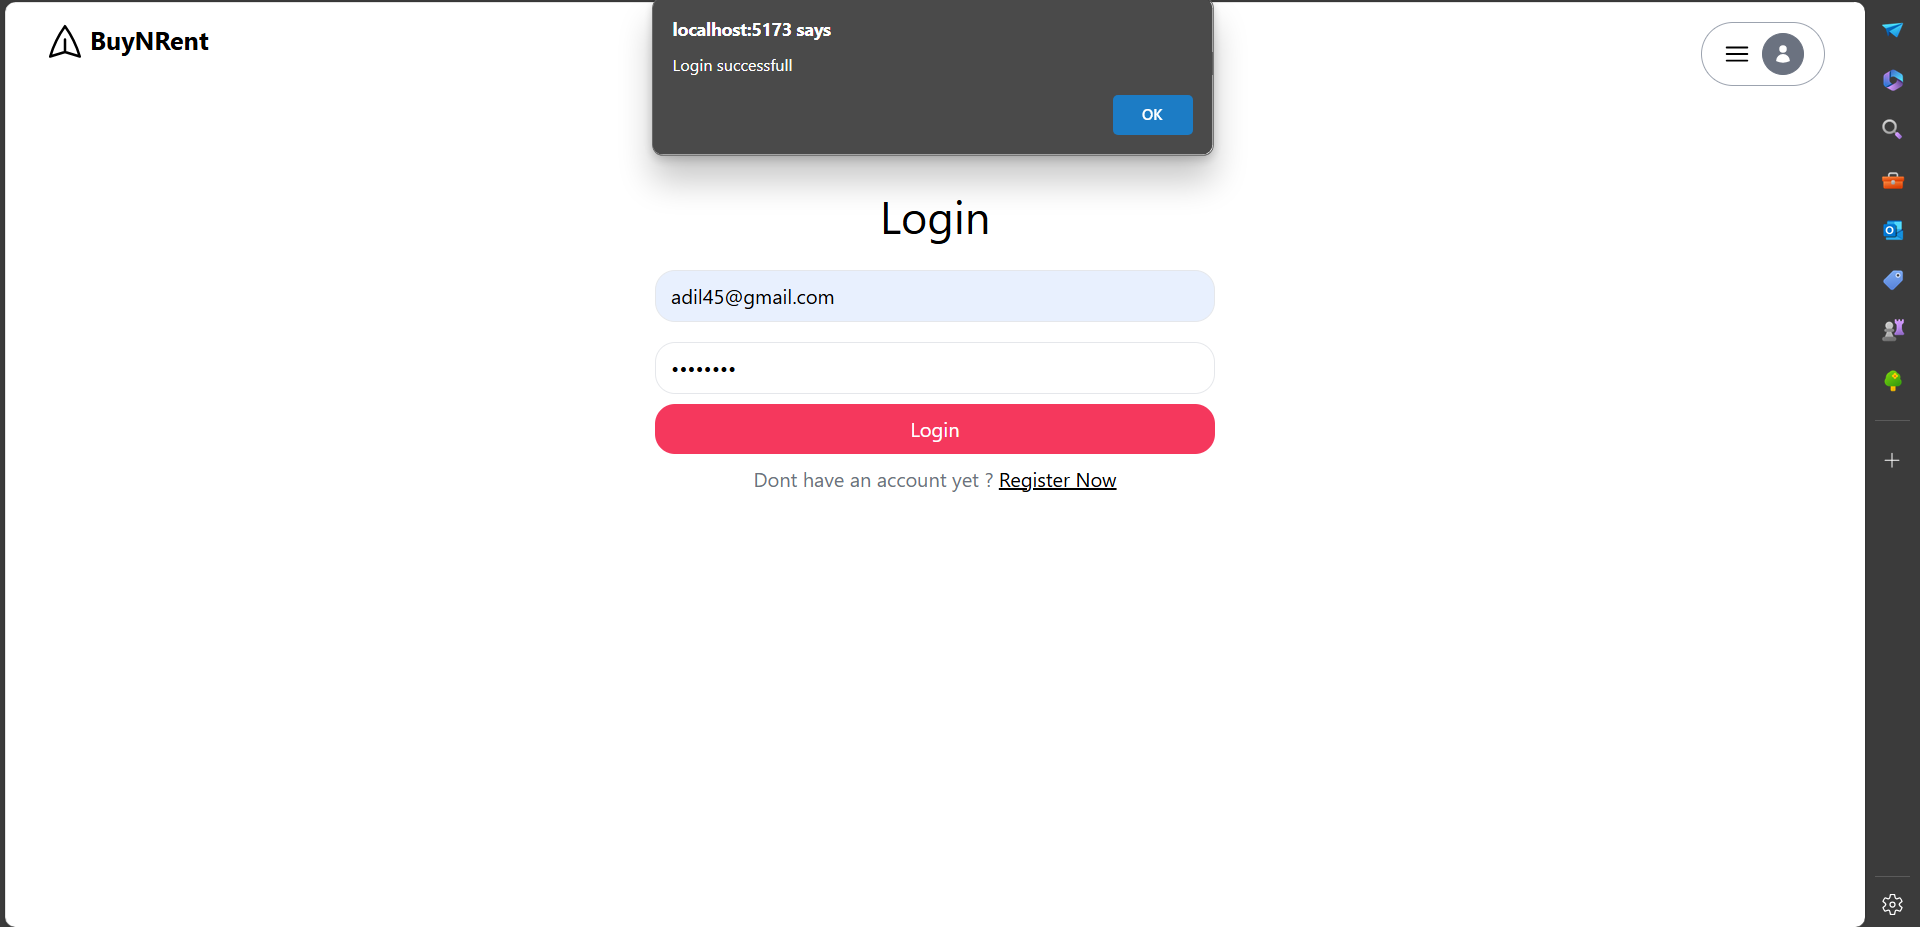 localhost:5173 says
Login successfull
OK
BuyNRent
Login
adil45@gmail.com
••••••••
Login
Dont have an account yet ? Register Now